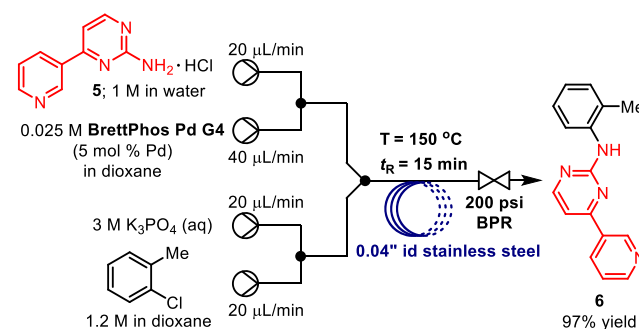 N
N
NH2 · HCl
N
5; 1 M in water
0.025 M BrettPhos Pd G4
(5 mol % Pd)
in dioxane
20 μL/min
40 μL/min
3 M K3PO4 (aq)
Me
Cl
1.2 M in dioxane
20 μL/min
20 μL/min
T = 150 °C
tR = 15 min
200 psi
BPR
0.04" id stainless steel
Me
NH
N
N
N
6
97% yield